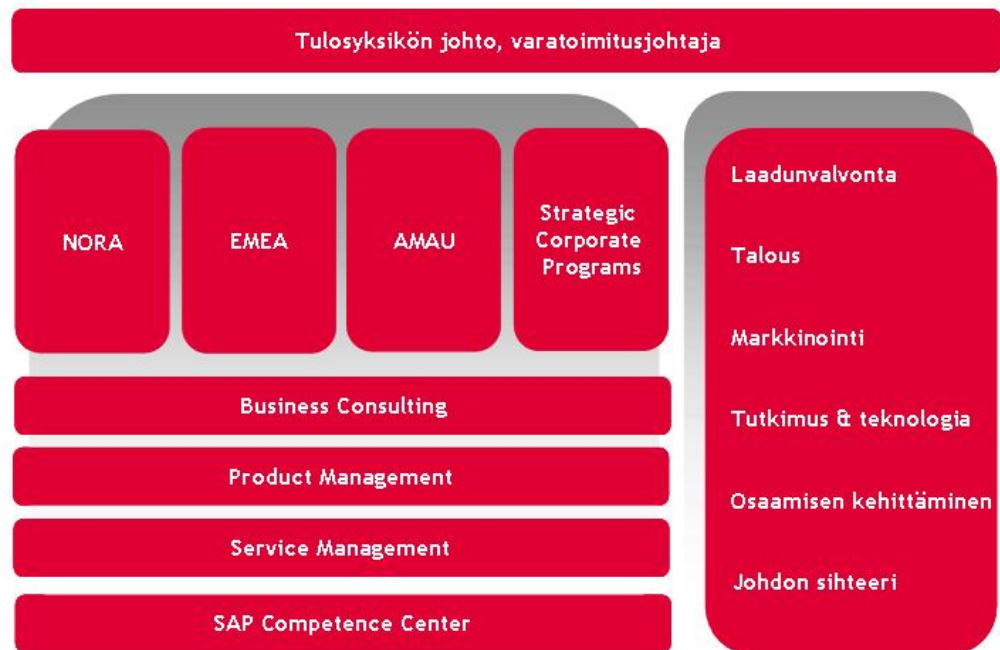 Tulosyksikön johto, varatoimitusjohtaja
NORA
EMEA
AMAU
Strategic
Corporate
Programs
Business Consulting
Product Management
Service Management
SAP Competence Center
Laadunvalvonta
Talous
Markkinointi
Tutkimus & teknologia
Osaamisen kehittäminen
Johdon sihteeri